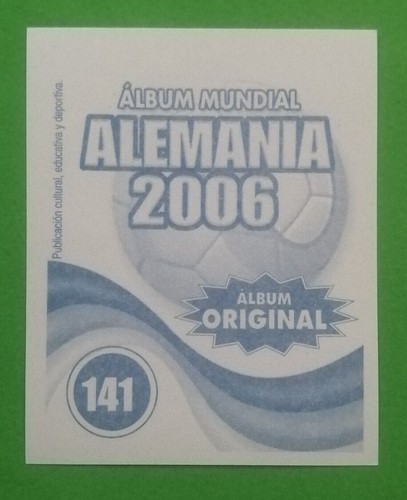 ÁLBUM MUNDIAL
ALEMANIA
2006
ÁLBUM
ORIGINAL
141
Publicación cultural, educativa y deportiva.